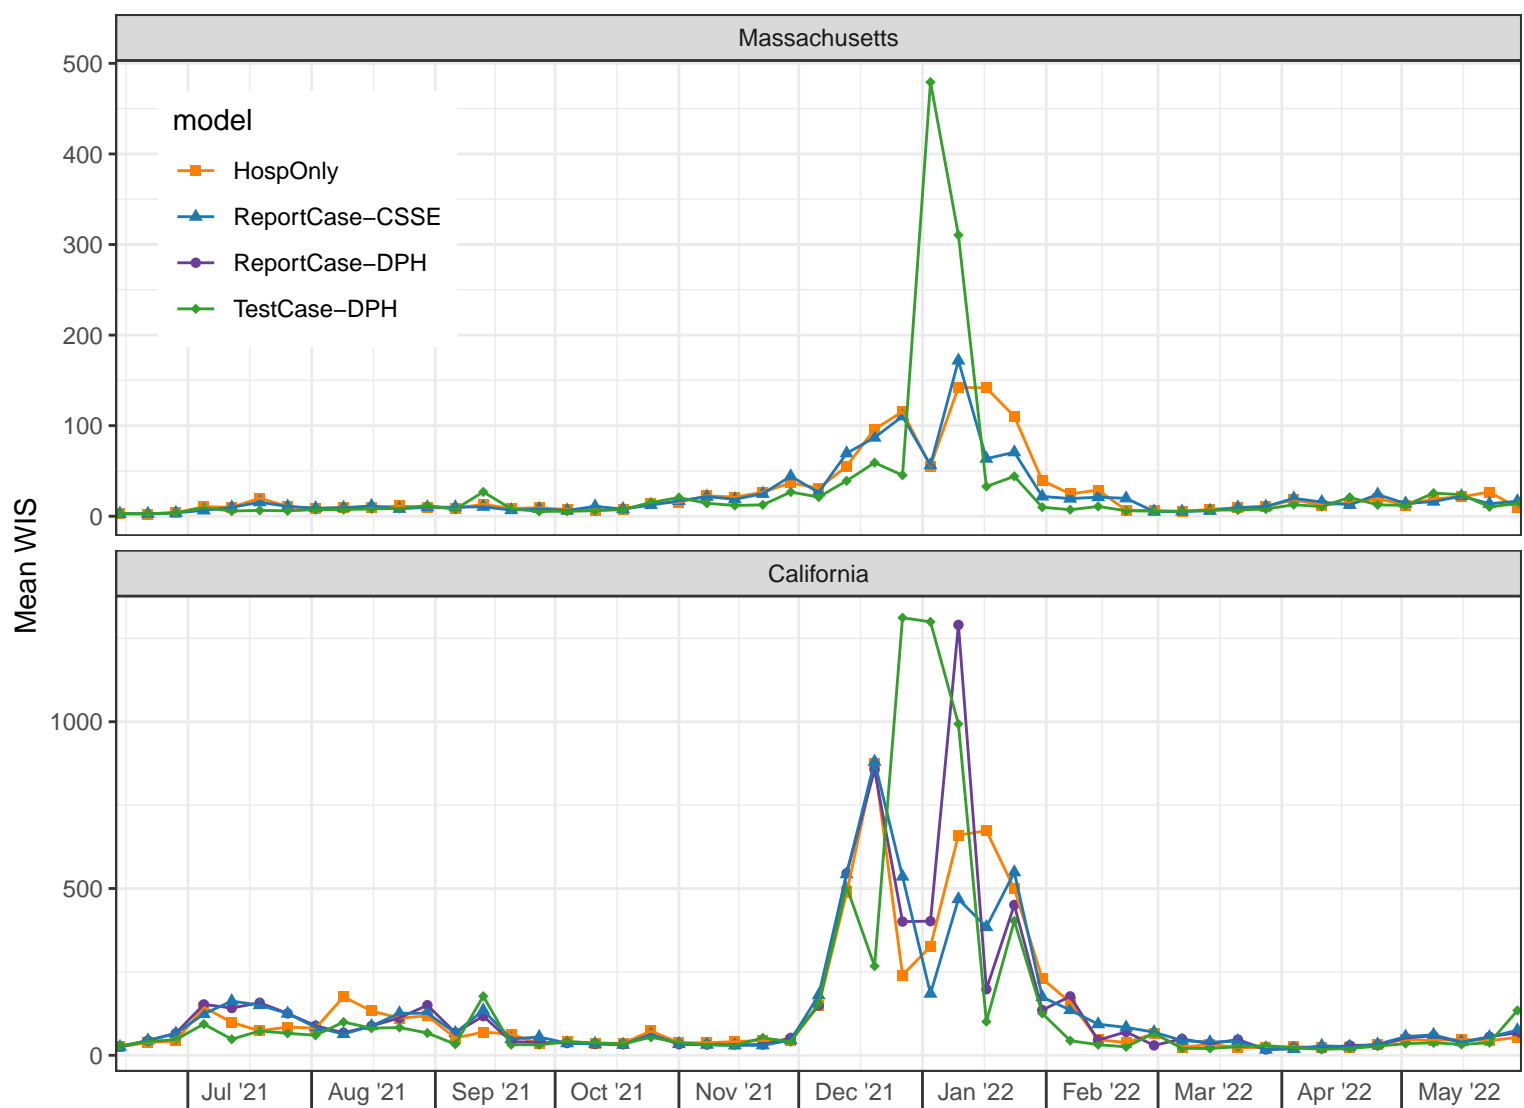 Massachusetts
500
400
300
200
100
0
model
HospOnly
ReportCase−CSSE
ReportCase−DPH
TestCase−DPH
Mean WIS
California
1000
500
0
Jul '21 Aug '21 Sep '21 Oct '21 Nov '21 Dec '21 Jan '22 Feb '22 Mar '22 Apr '22 May '22